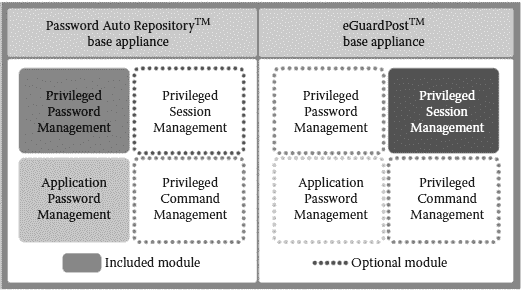 Password Auto Repository™
base appliance
eGuardPost™
base appliance
Privileged
Password
Management
Privileged
Session
Management
Privileged
Password
Management
Privileged
Session
Management
Application
Password
Management
Privileged
Command
Management
Application
Password
Management
Privileged
Command
Management
Included module
Optional module